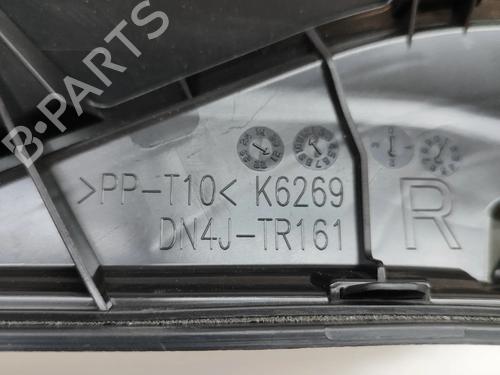 B-PARTS
>PP-T10< K6269
DN4J-TR161
R